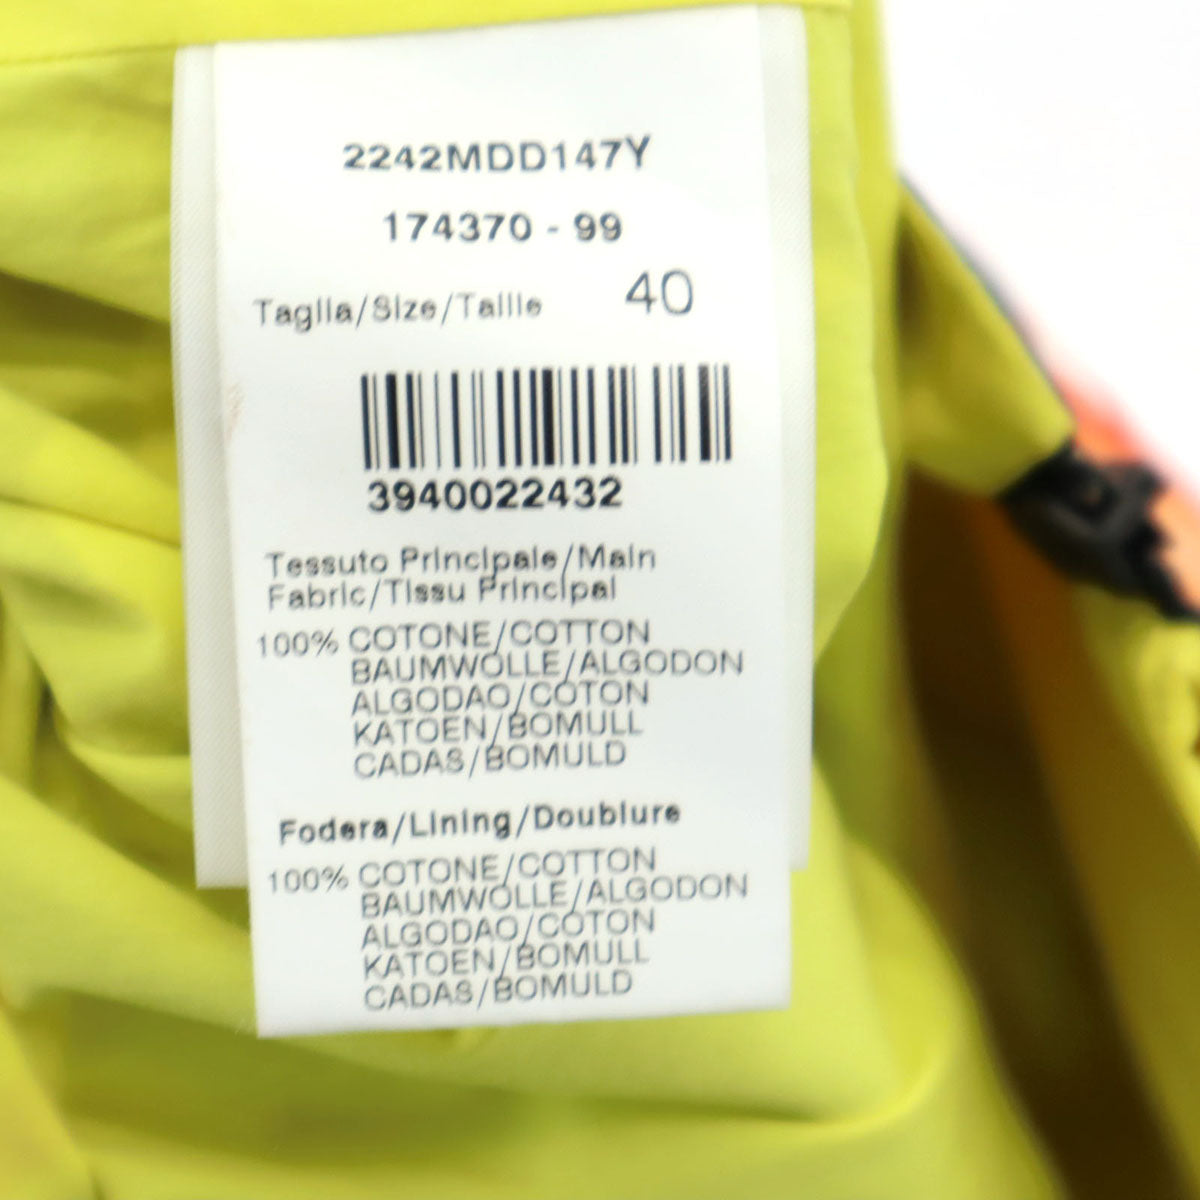 2242MDD147Y
174370 - 99
Taglia/Size/Taille 40
3940022432
Tessuto Principale/Main
Fabric/Tissu Principal
100% COTONE/COTTON
BAUMWOLLE/ALGODON
ALGODAO/COTON
KATOEN/BOMULL
CADAS/BOMULD
Fodera/Lining/Doublure
100% COTONE/COTTON
BAUMWOLLE/ALGODON
ALGODAO/COTON
KATOEN/BOMULL
CADAS/BOMULD